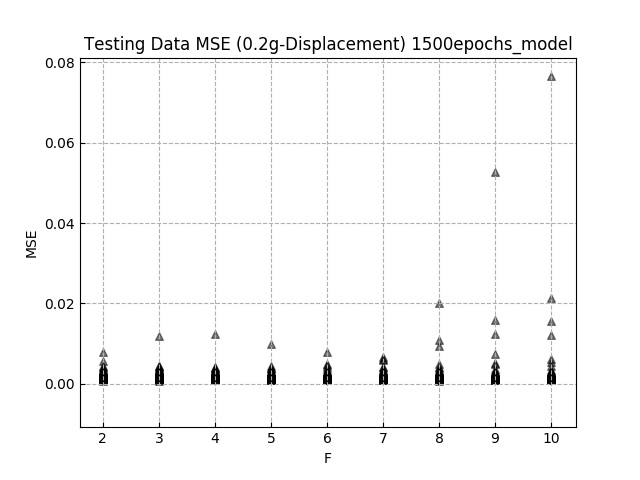 Testing Data MSE (0.2g-Displacement) 1500epochs_model
0.08
0.06
0.04
0.02
0.00
MSE
2 3 4 5 6 7 8 9 10
F